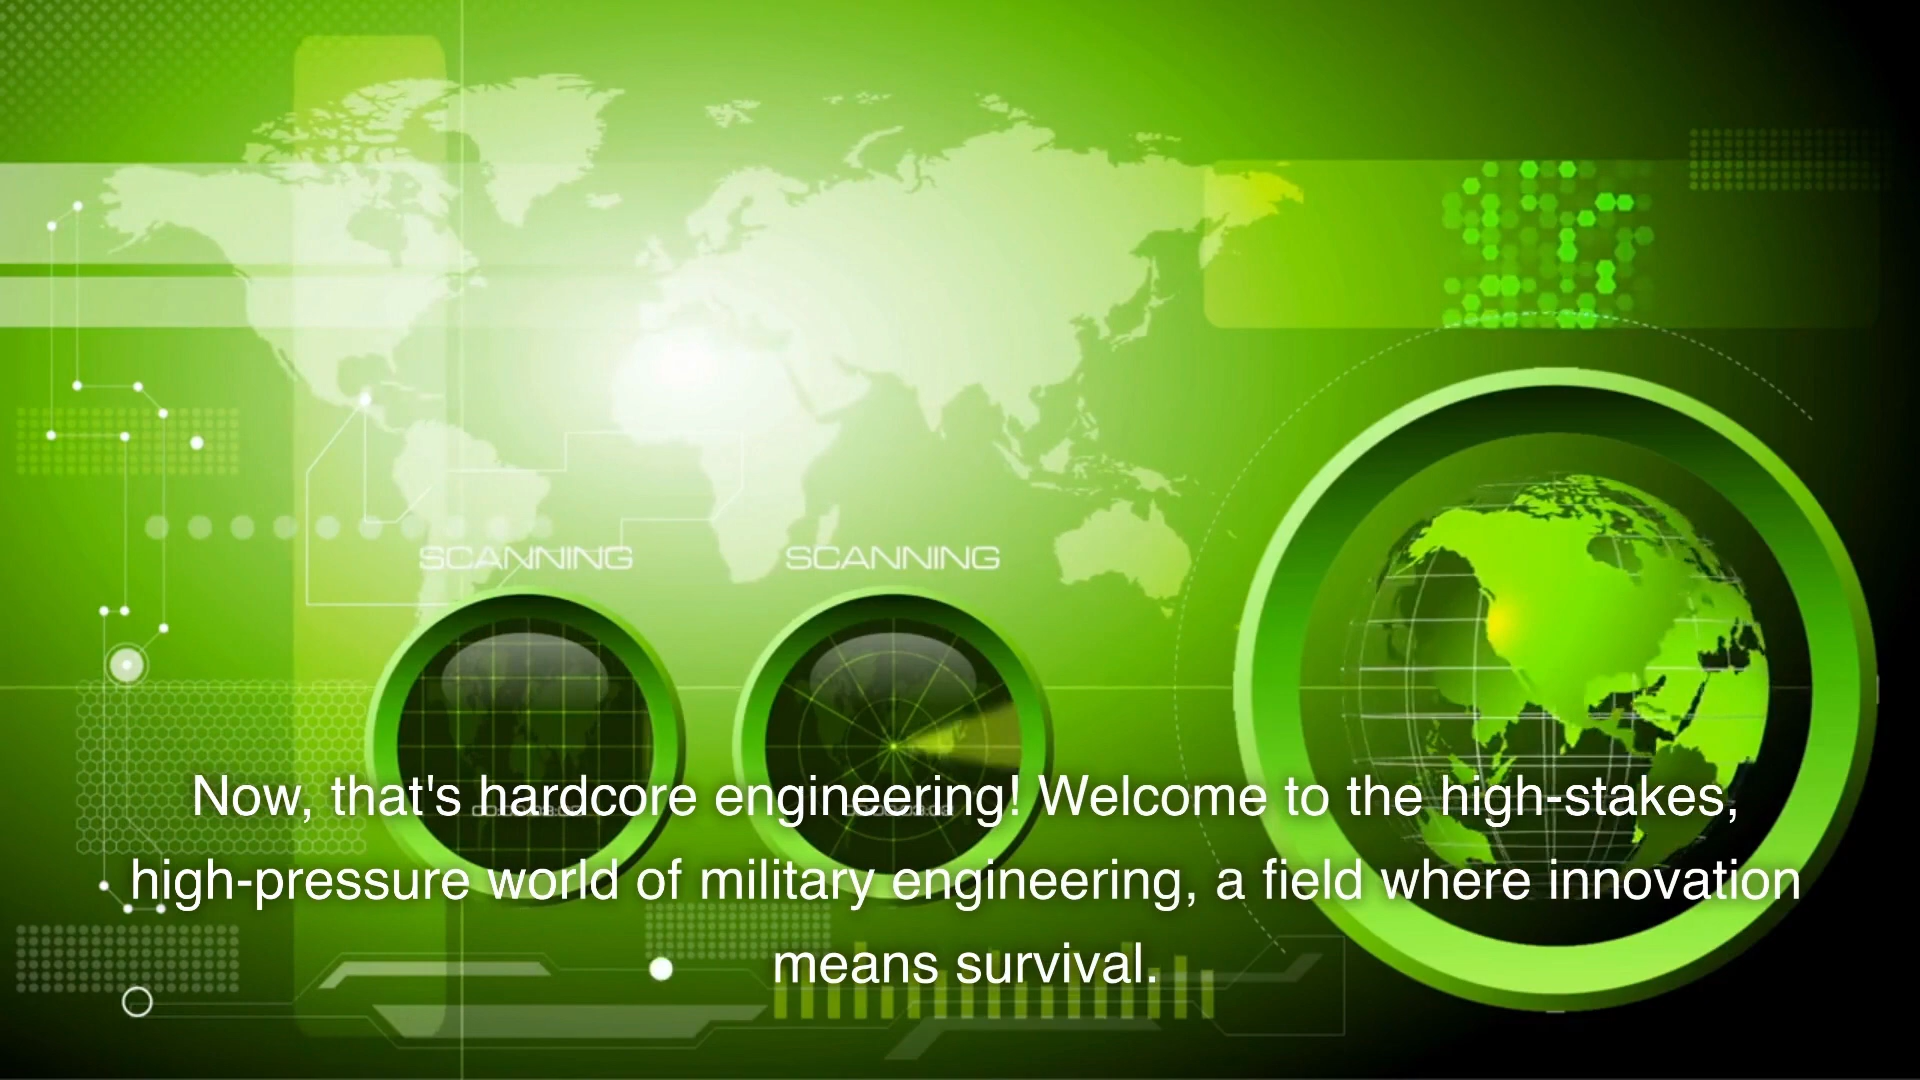 SCANNING SCANNING
Now, that's hardcore engineering! Welcome to the high-stakes,
high-pressure world of military engineering, a field where innovation
means survival.